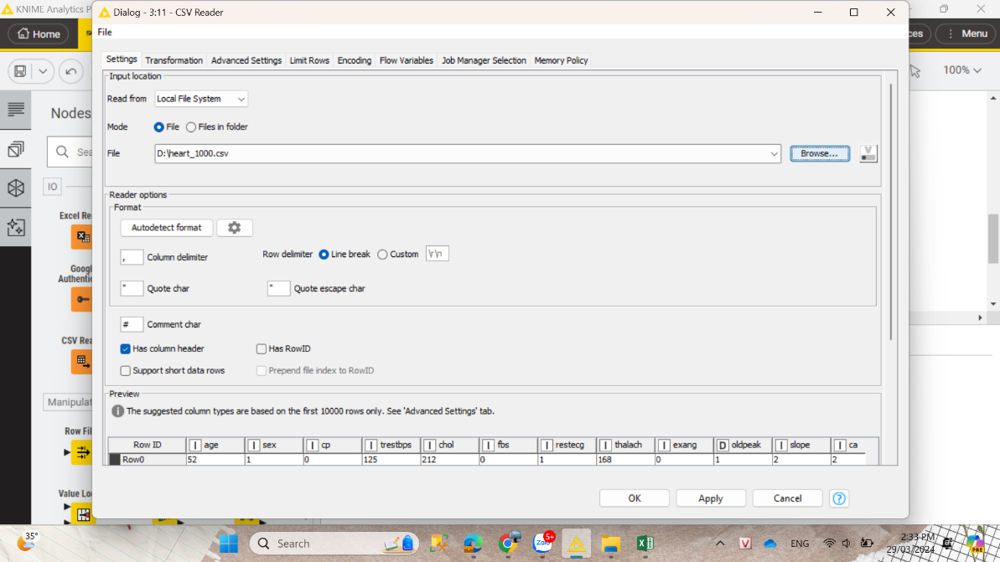 KNIME Analytics P
Dialog - 3:11 - CSV Reader
Home
File
ces
Menu
100%
Settings
Transformation
Advanced Settings
Limit Rows
Encoding
Flow Variables
Job Manager Selection
Memory Policy
Input location
Read from
Local File System
Mode
File
Files in folder
File
D:\heart_1000.csv
Browse...
V
Nodes
Sea
IO
Excel Re
Goog
Authentic
CSV Rea
Manipulat
Row Fil
Value Loo
Reader options
Format
Autodetect format
, Column delimiter
Row delimiter
Line break
Custom
\r\n
" Quote char
" Quote escape char
# Comment char
Has column header
Has RowID
Support short data rows
Prepend file index to RowID
Preview
The suggested column types are based on the first 10000 rows only. See 'Advanced Settings' tab.
Row ID I age I sex I cp I trestbps I chol I fbs I restecg I thalach I exang D oldpeak I slope I ca
Row0 52 1 0 125 212 0 1 168 0 1 2 2
OK
Apply
Cancel
?
35°
Search
Zalo
5+
V
ENG
2:33 PM
29/03/2024
PRE